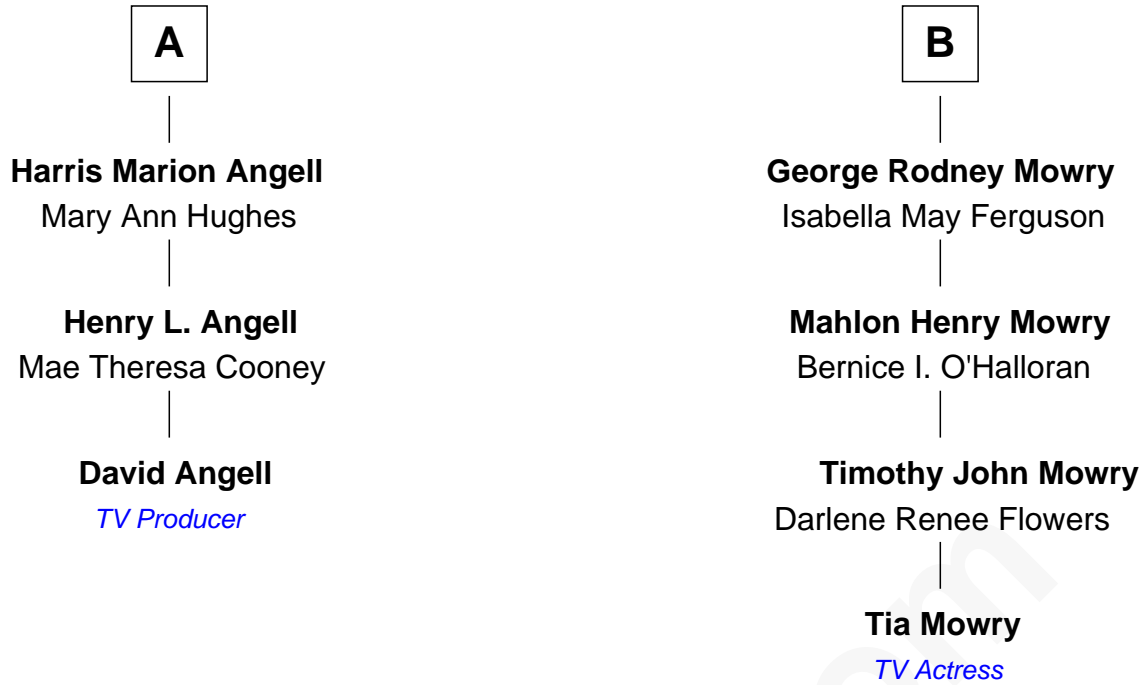 A
B
Harris Marion Angell
Mary Ann Hughes
George Rodney Mowry
Isabella May Ferguson
Henry L. Angell
Mae Theresa Cooney
Mahlon Henry Mowry
Bernice I. O'Halloran
David Angell
TV Producer
Timothy John Mowry
Darlene Renee Flowers
Tia Mowry
TV Actress
om